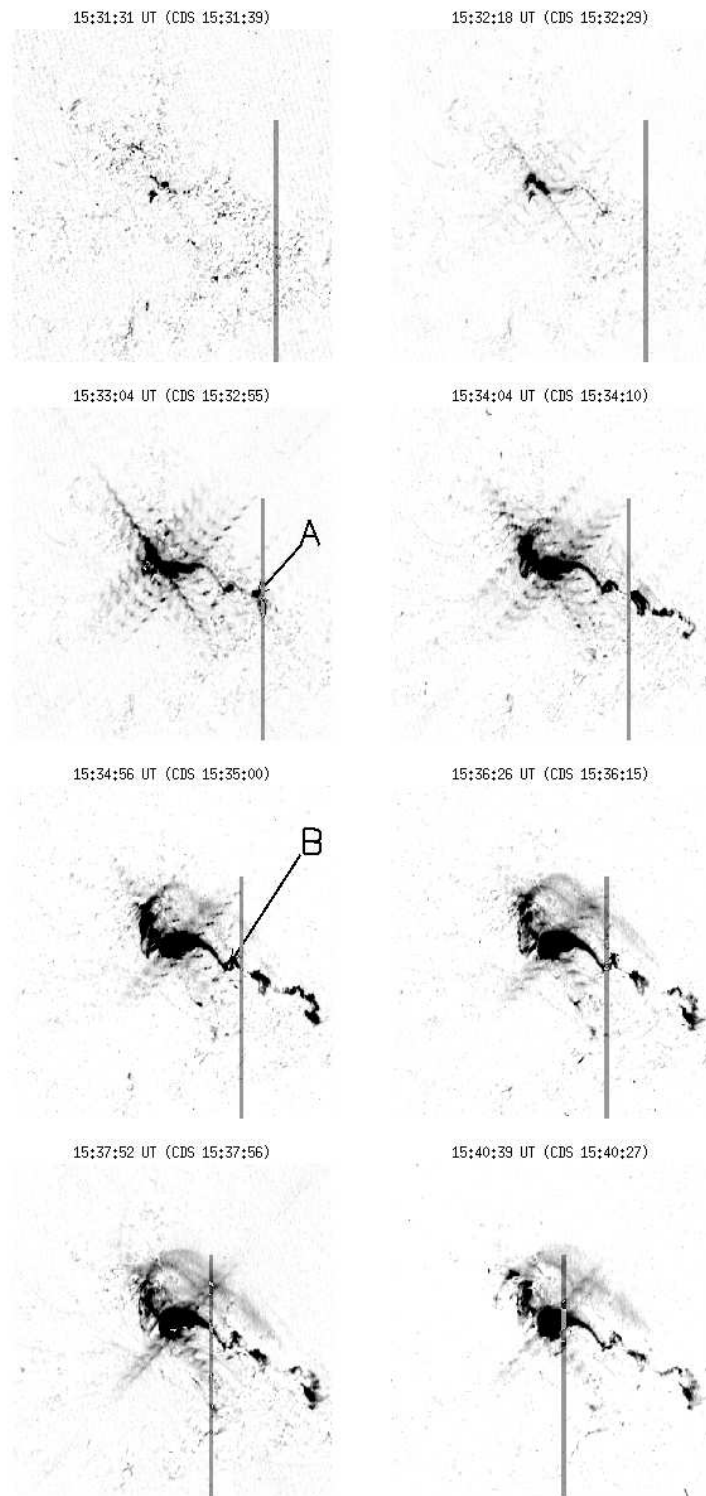 15:31:31 UT (CDS 15:31:39)
15:32:18 UT (CDS 15:32:29)
15:33:04 UT (CDS 15:32:55)
15:34:04 UT (CDS 15:34:10)
A
15:34:56 UT (CDS 15:35:00)
15:36:26 UT (CDS 15:36:15)
B
15:37:52 UT (CDS 15:37:56)
15:40:39 UT (CDS 15:40:27)